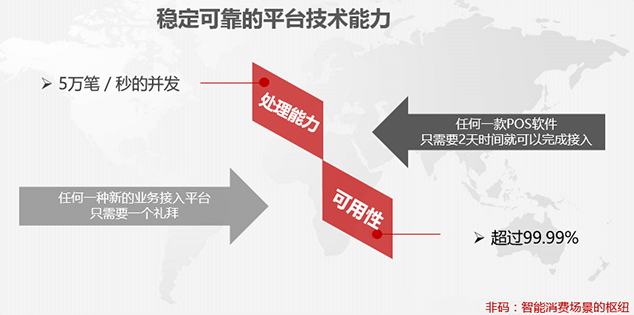 稳定可靠的平台技术能力
➢ 5万笔 / 秒的并发
处理能力
任何一款POS软件
只需要2天时间就可以完成接入
任何一种新的业务接入平台
只需要一个礼拜
可用性
➢ 超过99.99%
非码：智能消费场景的枢纽